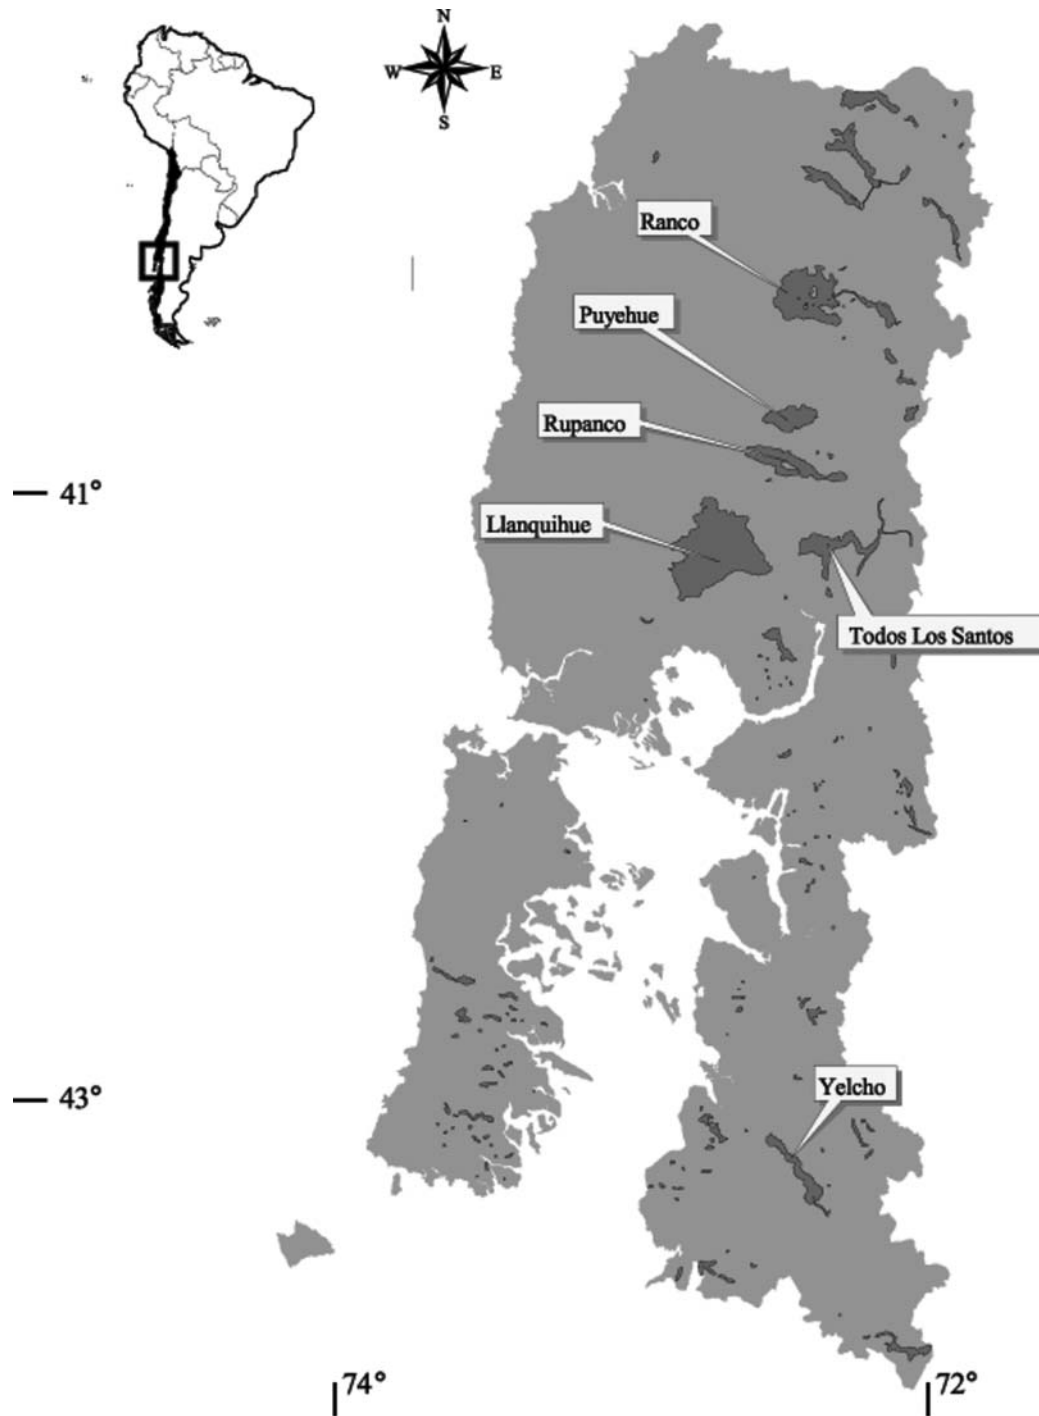 N
W E
S
Ranco
Puyehue
Rupanco
41°
Llanquihue
Todos Los Santos
Yelcho
43°
74°
72°